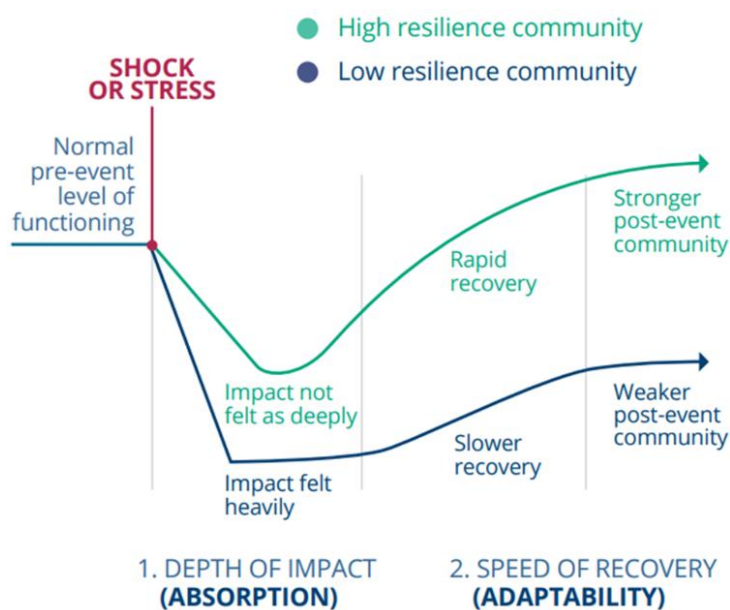 High resilience community
Low resilience community
SHOCK
OR STRESS
Normal
pre-event
level of
functioning
Stronger
post-event
community
Rapid
recovery
Impact not
felt as deeply
Weaker
post-event
community
Slower
recovery
Impact felt
heavily
1. DEPTH OF IMPACT
(ABSORPTION)
2. SPEED OF RECOVERY
(ADAPTABILITY)